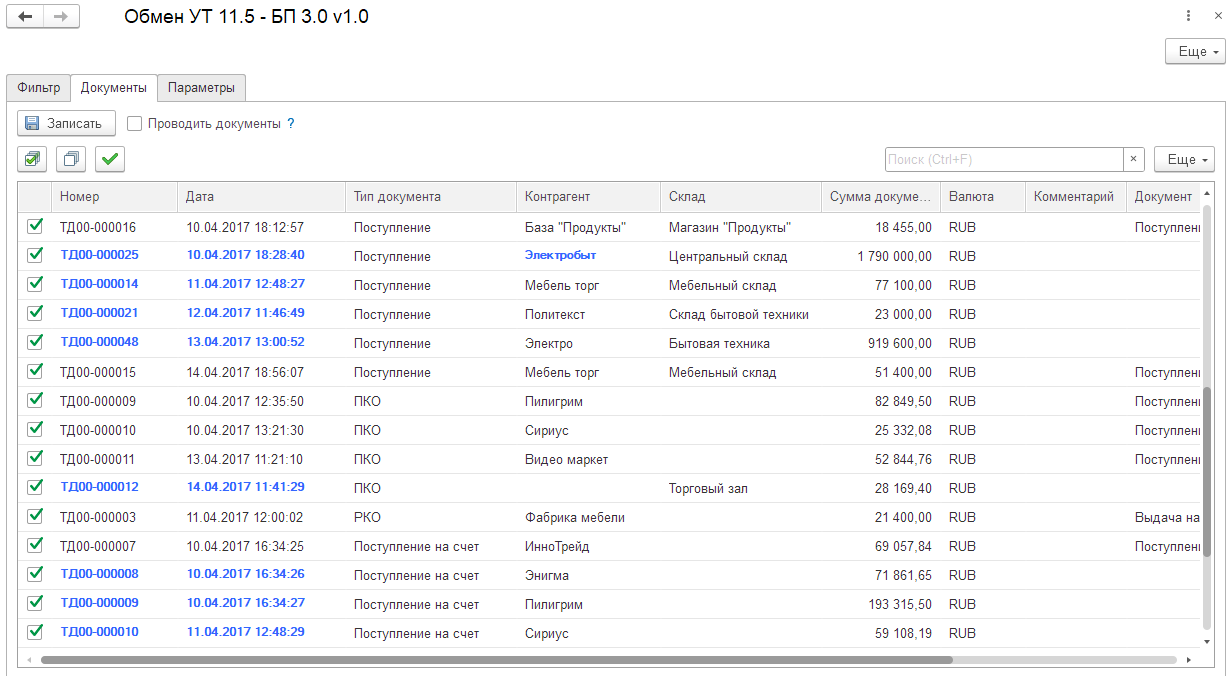 Обмен УТ 11.5 - БП 3.0 v1.0
Еще
Фильтр Документы Параметры
Записать Проводить документы ?
Поиск (Ctrl+F) × Еще
Номер Дата Тип документа Контрагент Склад Сумма докуме... Валюта Комментарий Документ
ТД00-000016 10.04.2017 18:12:57 Поступление База "Продукты" Магазин "Продукты" 18 455,00 RUB Поступлен
ТД00-000025 10.04.2017 18:28:40 Поступление Электробыт Центральный склад 1 790 000,00 RUB
ТД00-000014 11.04.2017 12:48:27 Поступление Мебель торг Мебельный склад 77 100,00 RUB
ТД00-000021 12.04.2017 11:46:49 Поступление Политекст Склад бытовой техники 23 000,00 RUB
ТД00-000048 13.04.2017 13:00:52 Поступление Электро Бытовая техника 919 600,00 RUB
ТД00-000015 14.04.2017 18:56:07 Поступление Мебель торг Мебельный склад 51 400,00 RUB Поступлен
ТД00-000009 10.04.2017 12:35:50 ПКО Пилигрим 82 849,50 RUB Поступлен
ТД00-000010 10.04.2017 13:21:30 ПКО Сириус 25 332,08 RUB Поступлен
ТД00-000011 13.04.2017 11:21:10 ПКО Видео маркет 52 844,76 RUB Поступлен
ТД00-000012 14.04.2017 11:41:29 ПКО Торговый зал 28 169,40 RUB
ТД00-000003 11.04.2017 12:00:02 РКО Фабрика мебели 21 400,00 RUB Выдача на
ТД00-000007 10.04.2017 16:34:25 Поступление на счет ИнноТрейд 69 057,84 RUB Поступлен
ТД00-000008 10.04.2017 16:34:26 Поступление на счет Энигма 71 861,65 RUB
ТД00-000009 10.04.2017 16:34:27 Поступление на счет Пилигрим 193 315,50 RUB
ТД00-000010 11.04.2017 12:48:29 Поступление на счет Сириус 59 108,19 RUB